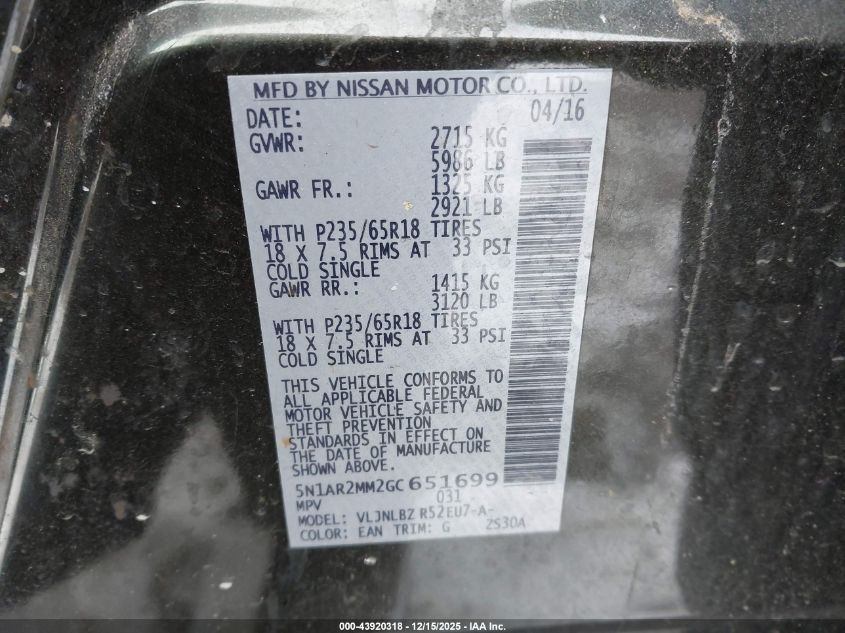 MFD BY NISSAN MOTOR CO., LTD.
DATE: 04/16
GVWR: 2715 KG
5986 LB
GAWR FR.: 1325 KG
2921 LB
WITH P235/65R18 TIRES
18 X 7.5 RIMS AT 33 PSI
COLD SINGLE
GAWR RR.: 1415 KG
3120 LB
WITH P235/65R18 TIRES
18 X 7.5 RIMS AT 33 PSI
COLD SINGLE
THIS VEHICLE CONFORMS TO
ALL APPLICABLE FEDERAL
MOTOR VEHICLE SAFETY AND
THEFT PREVENTION
STANDARDS IN EFFECT ON
THE DATE OF MANUFACTURE
SHOWN ABOVE.
5N1AR2MM2GC651699
MPV 031
MODEL: VLJNLBZ R52EU7-A-
COLOR: EAN TRIM: G 2S30A
000-43920318 - 12/15/2025 - IAA Inc.